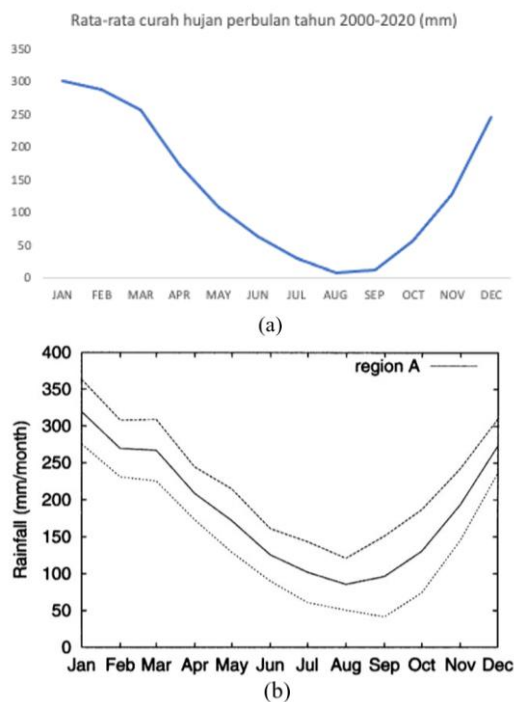 Rata-rata curah hujan perbulan tahun 2000-2020 (mm)
350
300
250
200
150
100
50
0
JAN FEB MAR APR MAY JUN JUL AUG SEP OCT NOV DEC
(a)
400
350
300
250
200
150
100
50
0
Rainfall (mm/month)
region A
Jan Feb Mar Apr May Jun Jul Aug Sep Oct Nov Dec
(b)